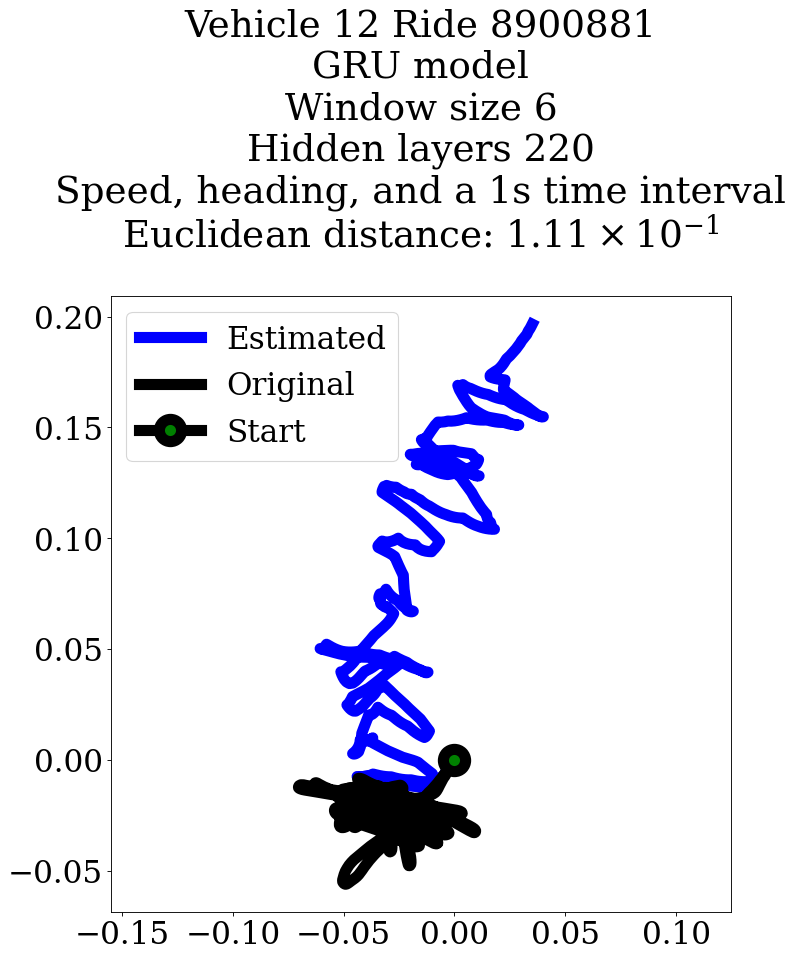 Vehicle 12 Ride 8900881
GRU model
Window size 6
Hidden layers 220
Speed, heading, and a 1s time interval
Euclidean distance: 1.11 × 10⁻¹
Estimated
Original
Start
0.20
0.15
0.10
0.05
0.00
−0.05
−0.15 −0.10 −0.05 0.00 0.05 0.10